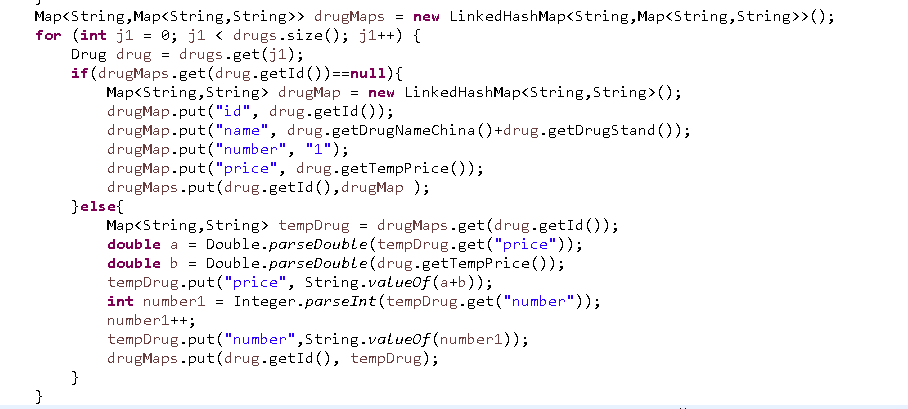 }
Map<String,Map<String,String>> drugMaps = new LinkedHashMap<String,Map<String,String>>();
for (int j1 = 0; j1 < drugs.size(); j1++) {
Drug drug = drugs.get(j1);
if(drugMaps.get(drug.getId())==null){
Map<String,String> drugMap = new LinkedHashMap<String,String>();
drugMap.put("id", drug.getId());
drugMap.put("name", drug.getDrugNameChina()+drug.getDrugStand());
drugMap.put("number", "1");
drugMap.put("price", drug.getTempPrice());
drugMaps.put(drug.getId(),drugMap );
}else{
Map<String,String> tempDrug = drugMaps.get(drug.getId());
double a = Double.parseDouble(tempDrug.get("price"));
double b = Double.parseDouble(drug.getTempPrice());
tempDrug.put("price", String.valueOf(a+b));
int number1 = Integer.parseInt(tempDrug.get("number"));
number1++;
tempDrug.put("number",String.valueOf(number1));
drugMaps.put(drug.getId(), tempDrug);
}
}